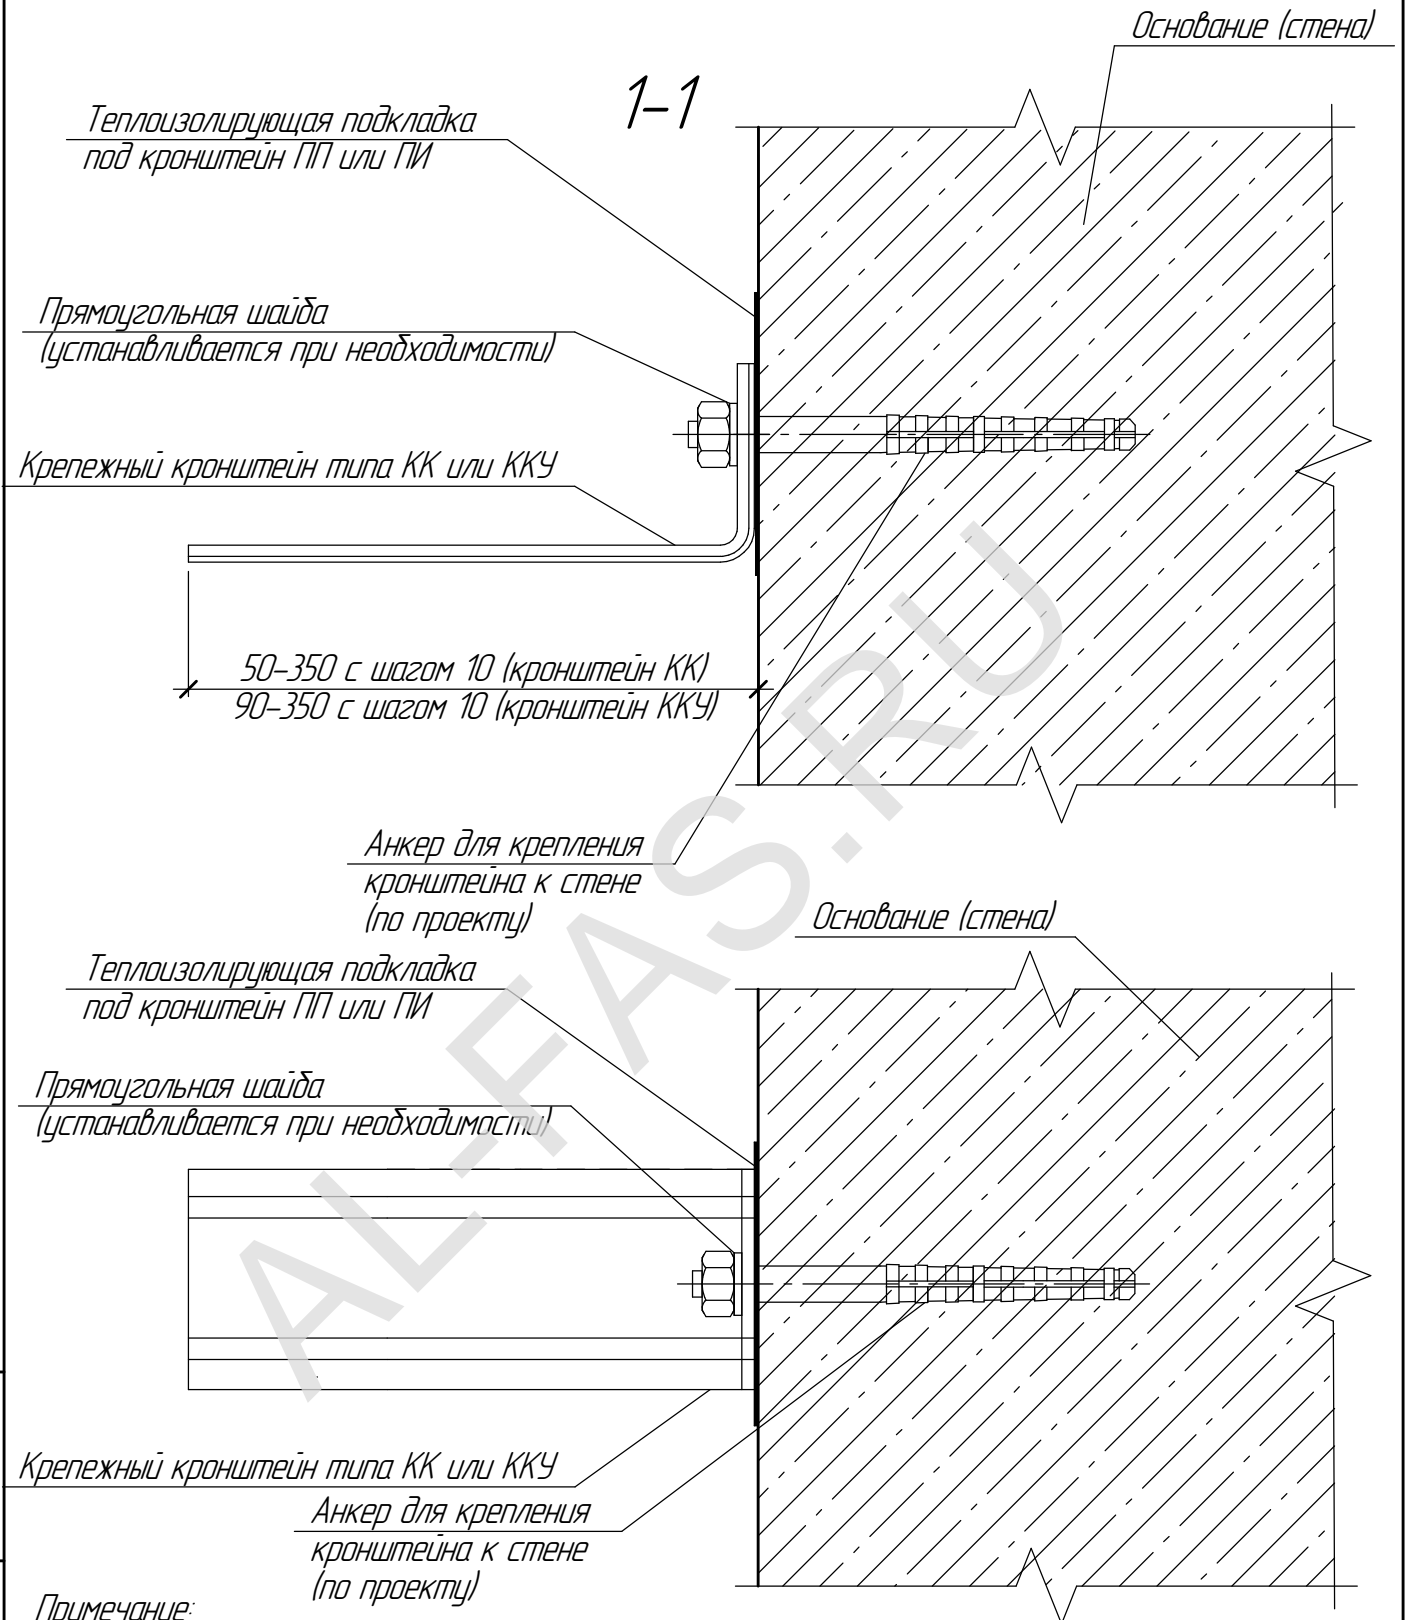 Основание (стена)
1-1
Теплоизолирующая подкладка
под кронштейн ПП или ПИ
Прямоугольная шайба
(устанавливается при необходимости)
Крепежный кронштейн типа КК или ККУ
50-350 с шагом 10 (кронштейн КК)
90-350 с шагом 10 (кронштейн ККУ)
Анкер для крепления
кронштейна к стене
(по проекту)
Основание (стена)
Теплоизолирующая подкладка
под кронштейн ПП или ПИ
Прямоугольная шайба
(устанавливается при необходимости)
Крепежный кронштейн типа КК или ККУ
Анкер для крепления
кронштейна к стене
(по проекту)
Примечание:
AL-FAS.RU